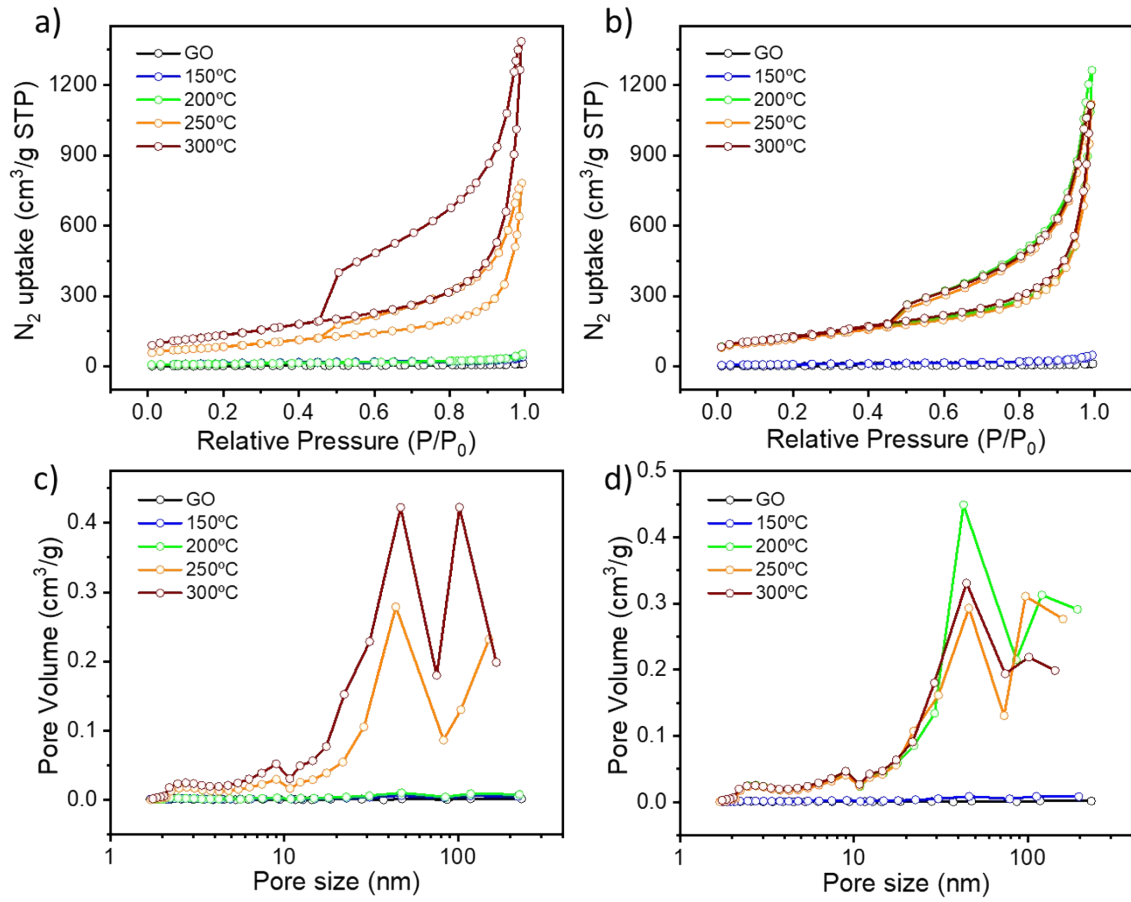 a)
GO
150ºC
200ºC
250ºC
300ºC
1200
900
600
300
0
N₂ uptake (cm³/g STP)
0.0 0.2 0.4 0.6 0.8 1.0
Relative Pressure (P/P₀)
b)
GO
150ºC
200ºC
250ºC
300ºC
1200
900
600
300
0
N₂ uptake (cm³/g STP)
0.0 0.2 0.4 0.6 0.8 1.0
Relative Pressure (P/P₀)
c)
GO
150ºC
200ºC
250ºC
300ºC
0.4
0.3
0.2
0.1
0.0
Pore Volume (cm³/g)
1 10 100
Pore size (nm)
d)
GO
150ºC
200ºC
250ºC
300ºC
0.5
0.4
0.3
0.2
0.1
0.0
Pore Volume (cm³/g)
1 10 100
Pore size (nm)